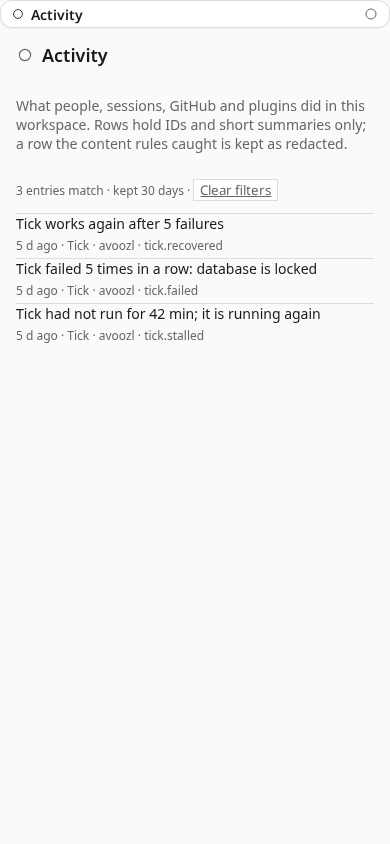 Activity
Activity
What people, sessions, GitHub and plugins did in this
workspace. Rows hold IDs and short summaries only;
a row the content rules caught is kept as redacted.
3 entries match · kept 30 days · Clear filters
Tick works again after 5 failures
5 d ago · Tick · avoozl · tick.recovered
Tick failed 5 times in a row: database is locked
5 d ago · Tick · avoozl · tick.failed
Tick had not run for 42 min; it is running again
5 d ago · Tick · avoozl · tick.stalled